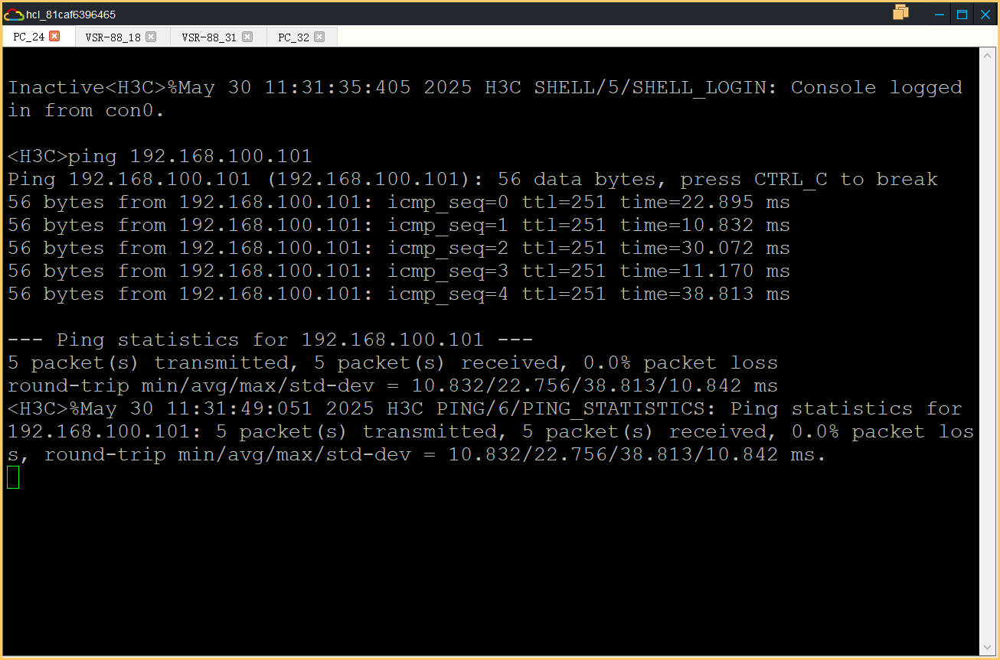 hcl_81caf6396465
PC_24 VSR-88_18 VSR-88_31 PC_32
Inactive<H3C>%May 30 11:31:35:405 2025 H3C SHELL/5/SHELL_LOGIN: Console logged
in from con0.
<H3C>ping 192.168.100.101
Ping 192.168.100.101 (192.168.100.101): 56 data bytes, press CTRL_C to break
56 bytes from 192.168.100.101: icmp_seq=0 ttl=251 time=22.895 ms
56 bytes from 192.168.100.101: icmp_seq=1 ttl=251 time=10.832 ms
56 bytes from 192.168.100.101: icmp_seq=2 ttl=251 time=30.072 ms
56 bytes from 192.168.100.101: icmp_seq=3 ttl=251 time=11.170 ms
56 bytes from 192.168.100.101: icmp_seq=4 ttl=251 time=38.813 ms
--- Ping statistics for 192.168.100.101 ---
5 packet(s) transmitted, 5 packet(s) received, 0.0% packet loss
round-trip min/avg/max/std-dev = 10.832/22.756/38.813/10.842 ms
<H3C>%May 30 11:31:49:051 2025 H3C PING/6/PING_STATISTICS: Ping statistics for
192.168.100.101: 5 packet(s) transmitted, 5 packet(s) received, 0.0% packet los
s, round-trip min/avg/max/std-dev = 10.832/22.756/38.813/10.842 ms.